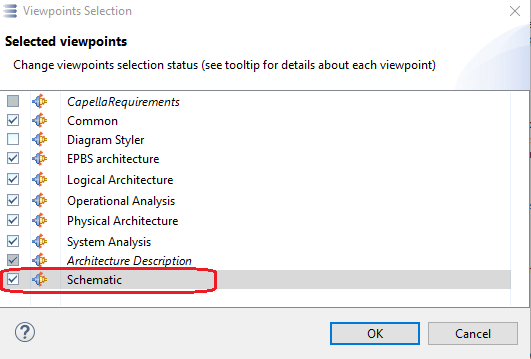 Viewpoints Selection
Selected viewpoints
Change viewpoints selection status (see tooltip for details about each viewpoint)
CapellaRequirements
Common
Diagram Styler
EPBS architecture
Logical Architecture
Operational Analysis
Physical Architecture
System Analysis
Architecture Description
Schematic
?
OK
Cancel